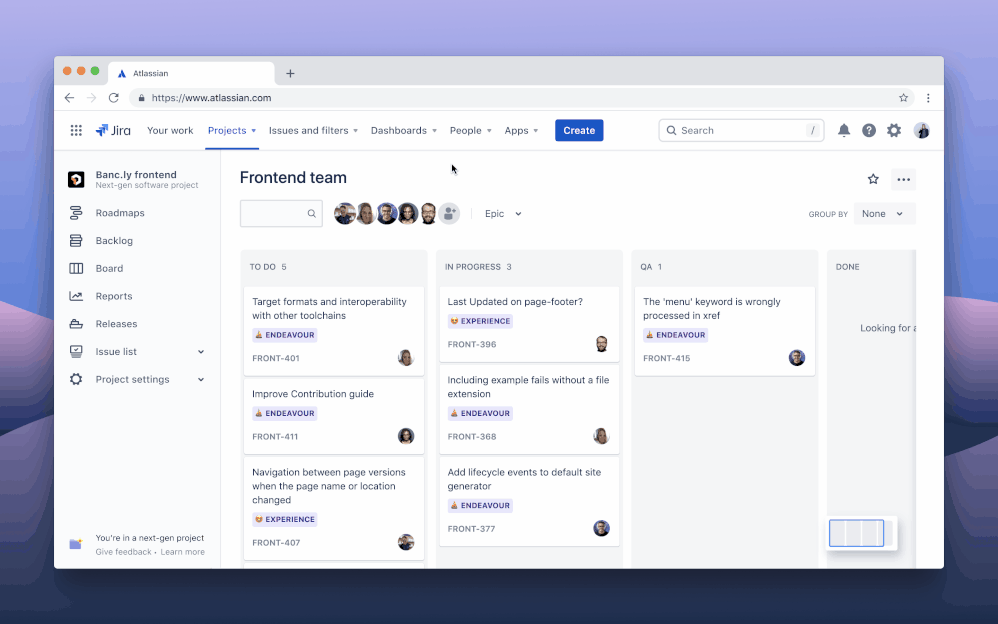 Atlassian
https://www.atlassian.com
Jira Your work Projects Issues and filters Dashboards People Apps Create Search /
Banc.ly frontend
Next-gen software project
Roadmaps
Backlog
Board
Reports
Releases
Issue list
Project settings
You're in a next-gen project
Give feedback • Learn more
Frontend team
Epic
GROUP BY None
TO DO 5
Target formats and interoperability
with other toolchains
ENDEAVOUR
FRONT-401
Improve Contribution guide
ENDEAVOUR
FRONT-411
Navigation between page versions
when the page name or location
changed
EXPERIENCE
FRONT-407
IN PROGRESS 3
Last Updated on page-footer?
EXPERIENCE
FRONT-396
Including example fails without a file
extension
ENDEAVOUR
FRONT-368
Add lifecycle events to default site
generator
ENDEAVOUR
FRONT-377
QA 1
The 'menu' keyword is wrongly
processed in xref
ENDEAVOUR
FRONT-415
DONE
Looking for